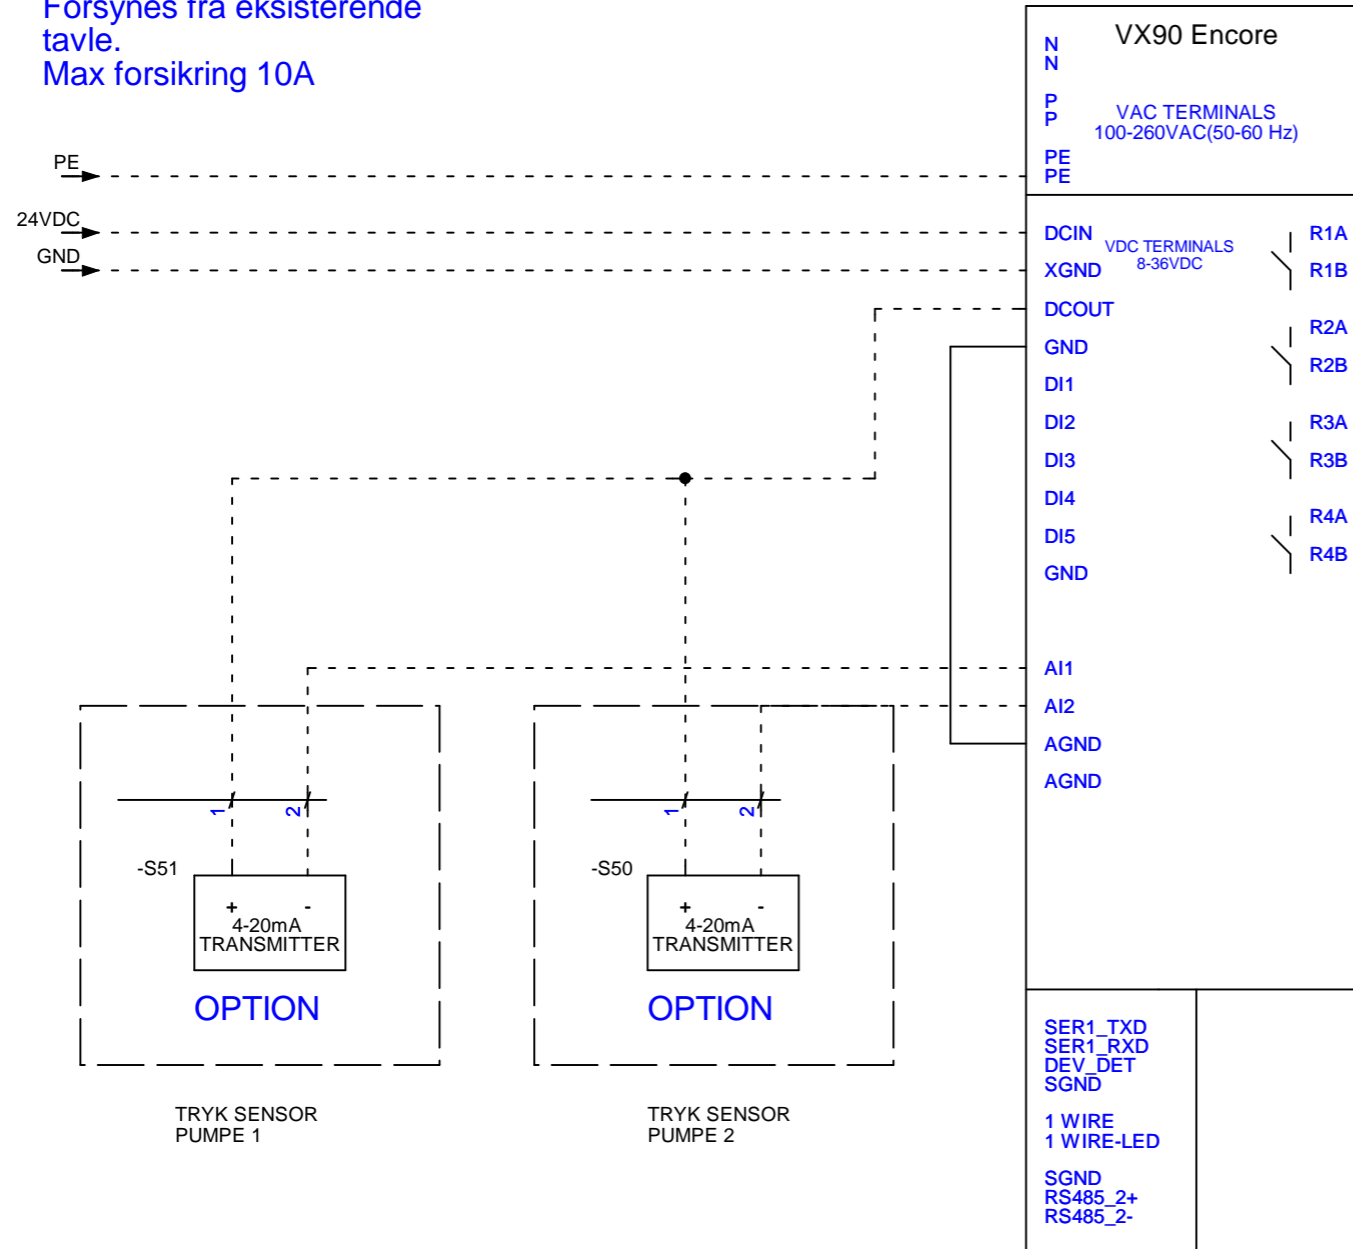 Forsynes fra eksisterende
tavle.
Max forsikring 10A
VX90 Encore
N
N
P
P
VAC TERMINALS
100-260VAC(50-60 Hz)
PE
PE
PE
24VDC
GND
DCIN
VDC TERMINALS
8-36VDC
XGND
DCOUT
GND
DI1
DI2
DI3
DI4
DI5
GND
R1A
R1B
R2A
R2B
R3A
R3B
R4A
R4B
AI1
AI2
AGND
AGND
1
2
-S51
+ -
4-20mA
TRANSMITTER
OPTION
TRYK SENSOR
PUMPE 1
1
2
-S50
+ -
4-20mA
TRANSMITTER
OPTION
TRYK SENSOR
PUMPE 2
SER1_TXD
SER1_RXD
DEV_DET
SGND
1 WIRE
1 WIRE-LED
SGND
RS485_2+
RS485_2-